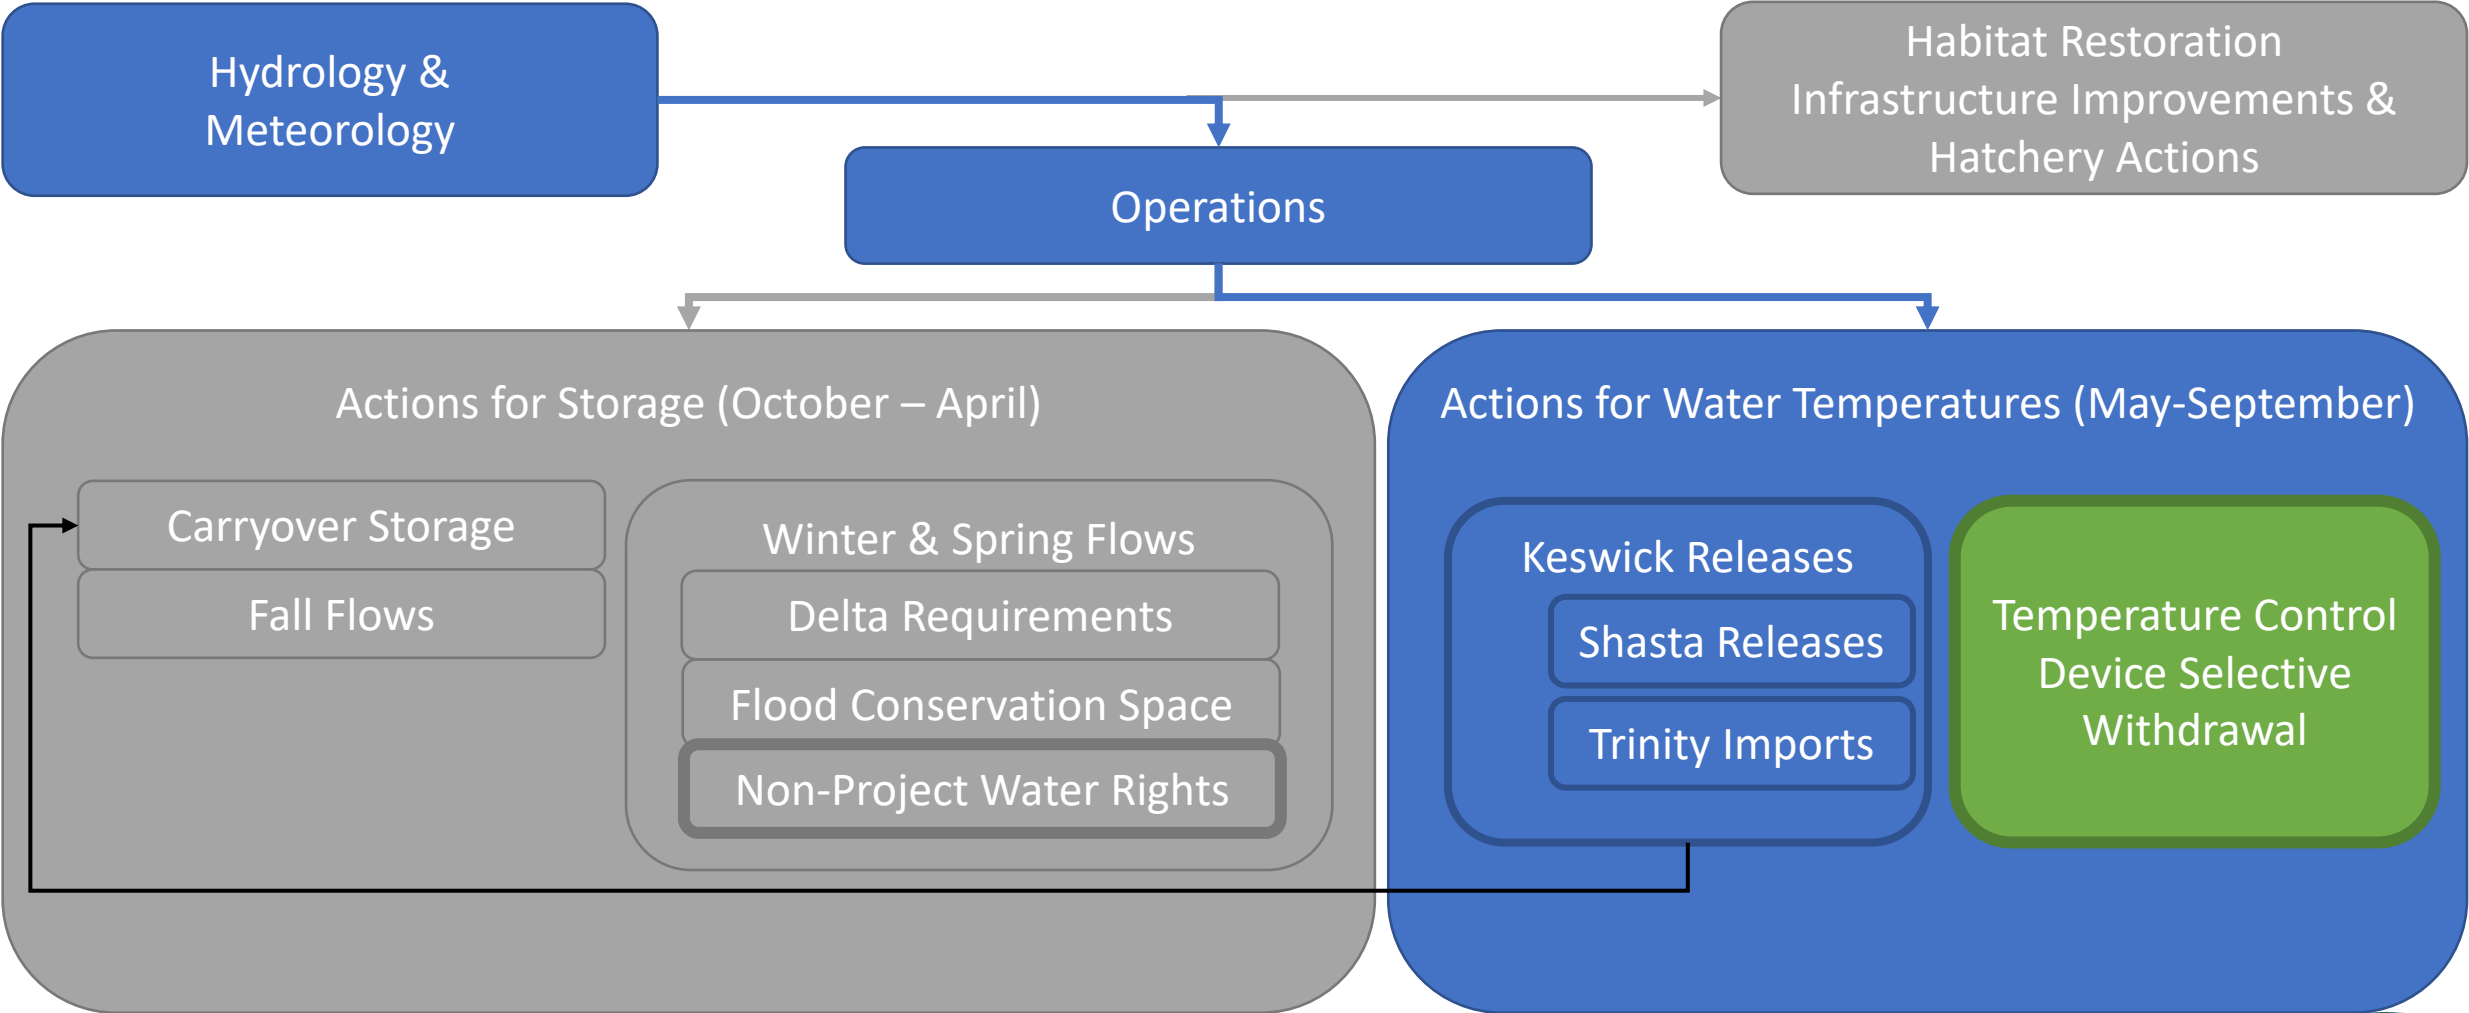 Hydrology &
Meteorology
Habitat Restoration
Infrastructure Improvements &
Hatchery Actions
Operations
Actions for Storage (October – April)
Carryover Storage
Fall Flows
Winter & Spring Flows
Delta Requirements
Flood Conservation Space
Non-Project Water Rights
Actions for Water Temperatures (May-September)
Keswick Releases
Shasta Releases
Trinity Imports
Temperature Control
Device Selective
Withdrawal